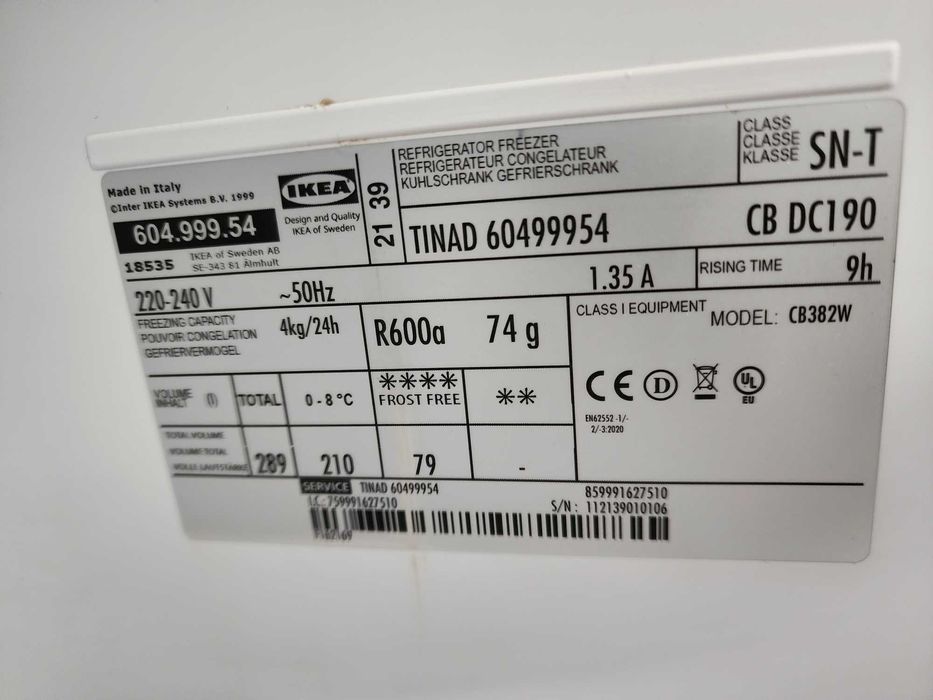 Made in Italy
©Inter IKEA Systems B.V. 1999
604.999.54
18535
IKEA of Sweden AB
SE-343 81 Älmhult
IKEA
Design and Quality
IKEA of Sweden
21 39
REFRIGERATOR FREEZER
REFRIGERATEUR CONGELATEUR
KUHLSCHRANK GEFRIERSCHRANK
CLASS
CLASSE
KLASSE
SN-T
TINAD 60499954
CB DC190
220-240 V ~50Hz 1.35 A
RISING TIME 9h
FREEZING CAPACITY
POUVOIR CONGELATION
GEFRIERVERMOGEL
4kg/24h
R600a 74 g
CLASS I EQUIPMENT
MODEL: CB382W
VOLUME
INHALT (l)
TOTAL
0-8 °C
****
FROST FREE
**
CE D UL
EU
EN62552 -1/-
2/-3:2020
TOTAL VOLUME
VOLUME TOTAL
289 210 79 -
SERVICE TINAD 60499954
859991627510
I.C: 759991627510
S/N: 112139010106